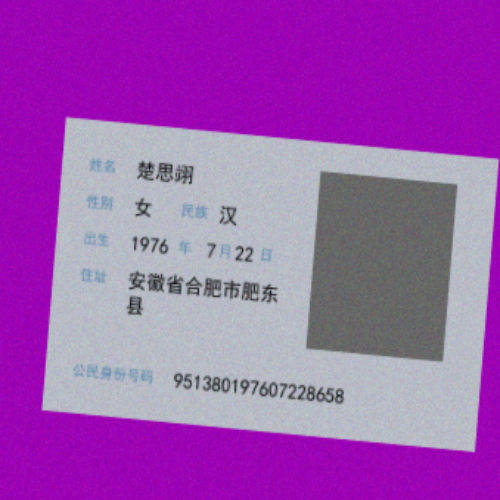 姓名 楚思翊
性别 女 民族 汉
出生 1976 年 7 月 22 日
住址 安徽省合肥市肥东
县
公民身份号码 951380197607228658